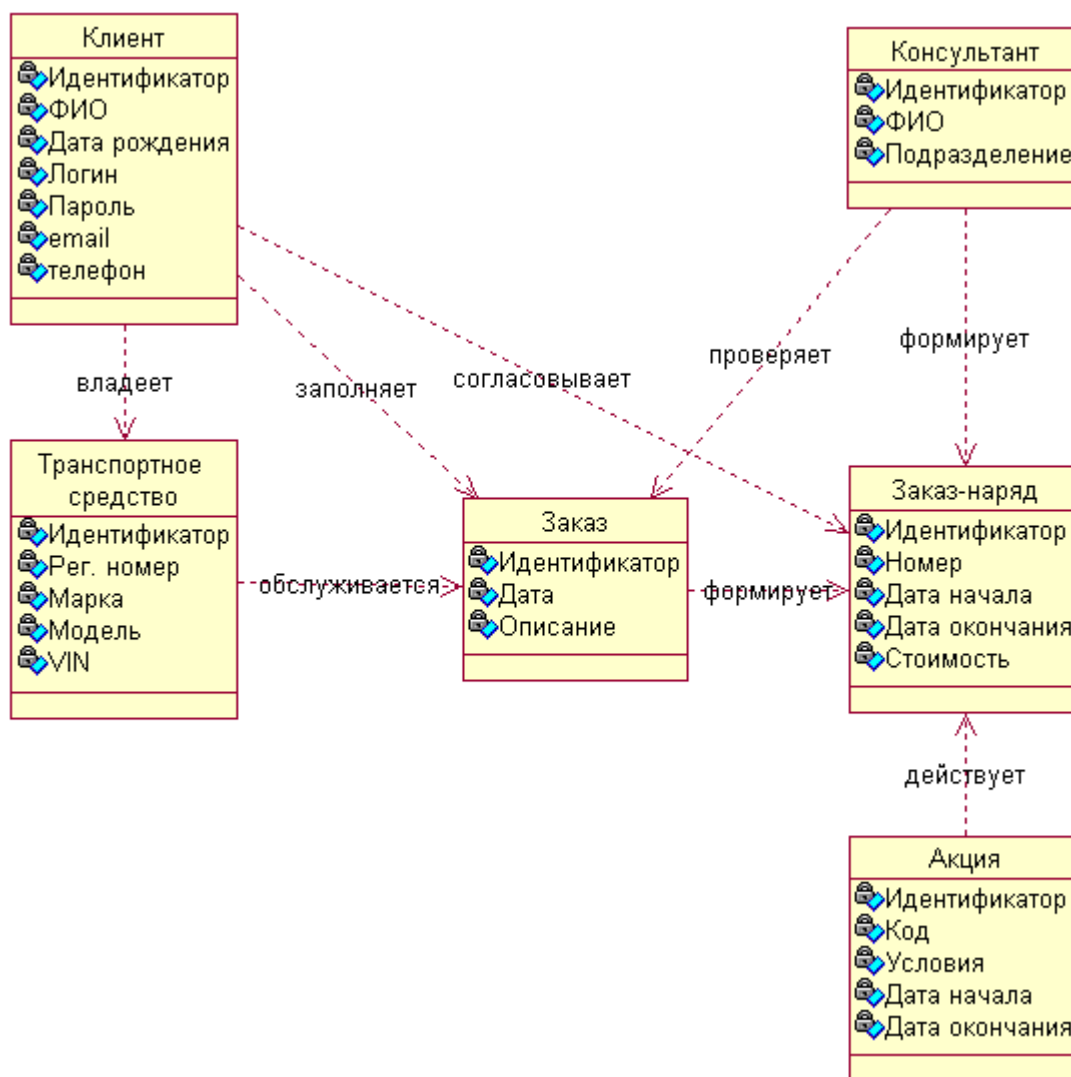 Клиент
Идентификатор
ФИО
Дата рождения
Логин
Пароль
email
телефон
Консультант
Идентификатор
ФИО
Подразделение
владеет
заполняет
согласовывает
проверяет
формирует
Транспортное
средство
Идентификатор
Рег. номер
Марка
Модель
VIN
обслуживается
Заказ
Идентификатор
Дата
Описание
формирует
Заказ-наряд
Идентификатор
Номер
Дата начала
Дата окончания
Стоимость
действует
Акция
Идентификатор
Код
Условия
Дата начала
Дата окончания